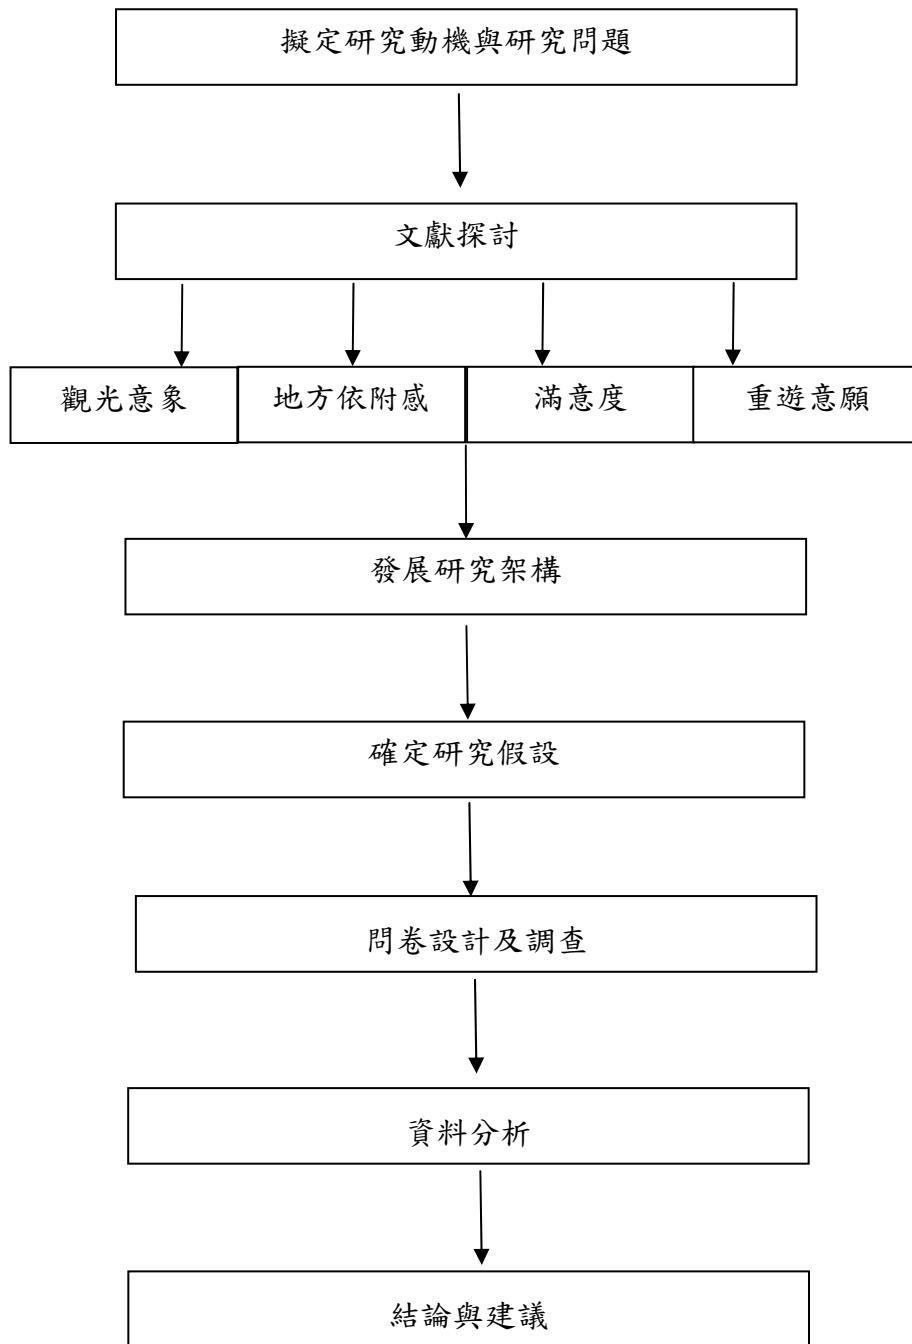 擬定研究動機與研究問題
文獻探討
觀光意象 地方依附感 滿意度 重遊意願
發展研究架構
確定研究假設
問卷設計及調查
資料分析
結論與建議